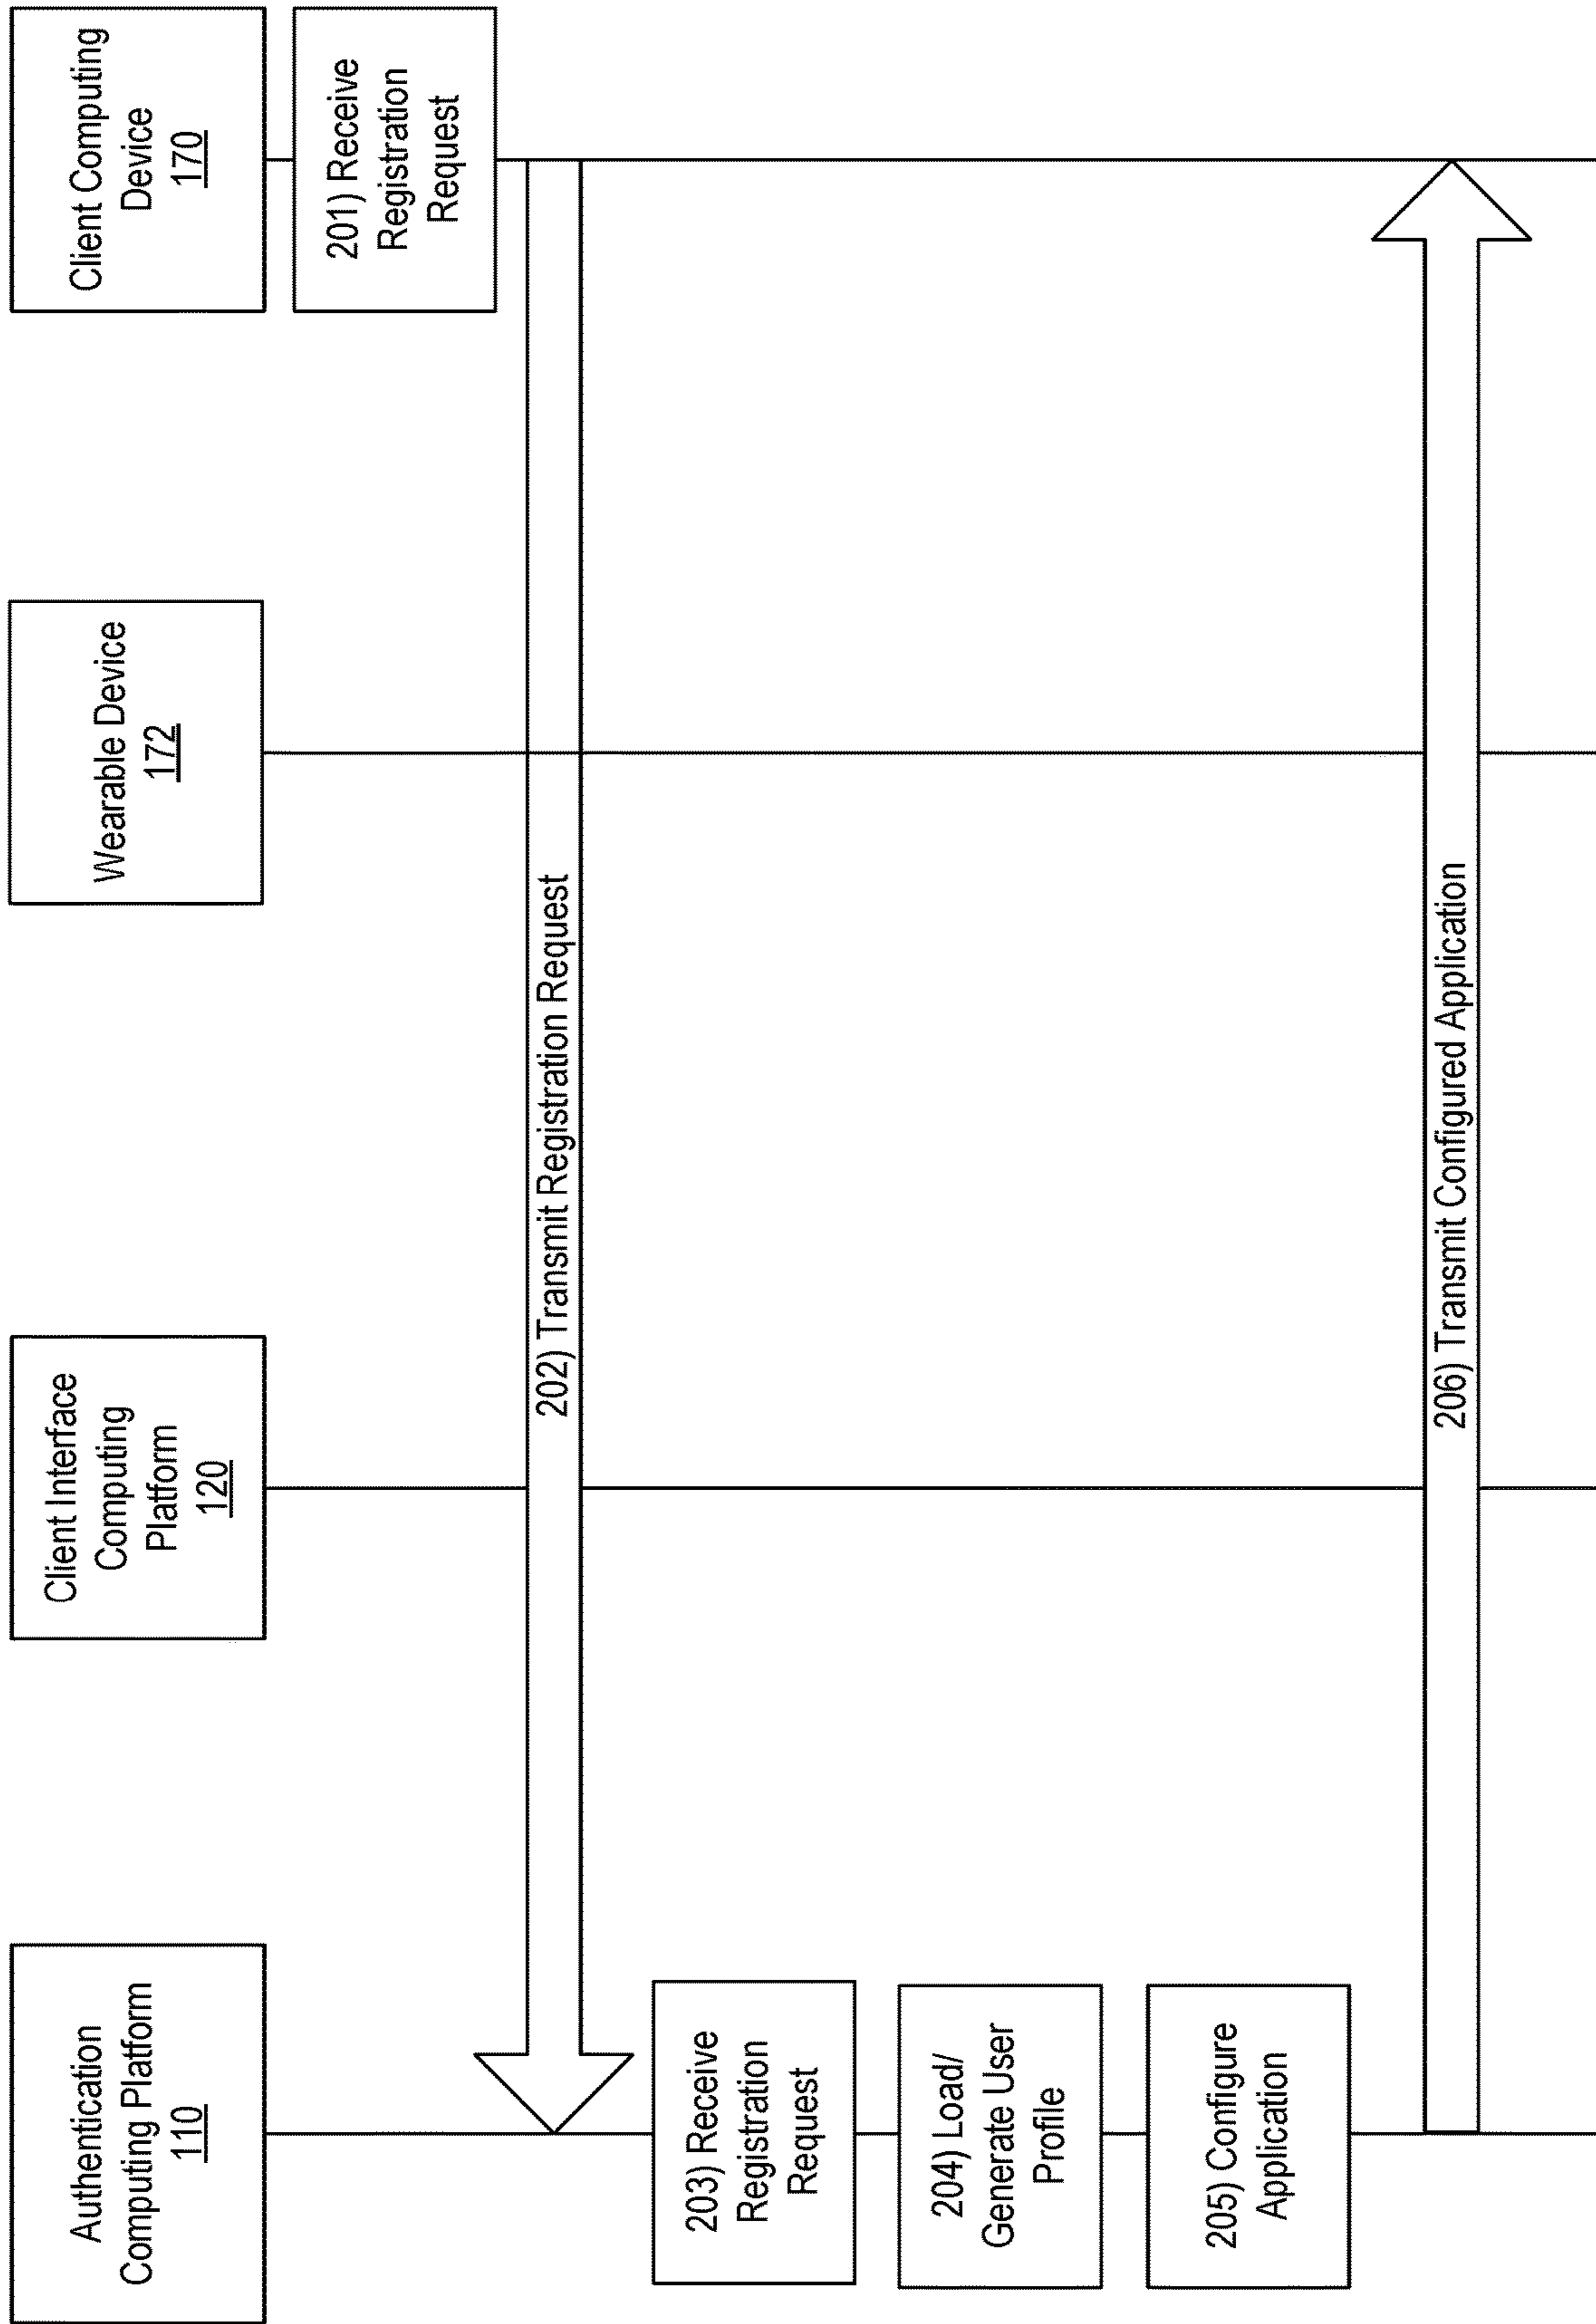 Authentication
Computing Platform
110
Client Interface
Computing
Platform
120
Wearable Device
172
Client Computing
Device
170
201) Receive
Registration
Request
202) Transmit Registration Request
203) Receive
Registration
Request
204) Load/
Generate User
Profile
205) Configure
Application
206) Transmit Configured Application